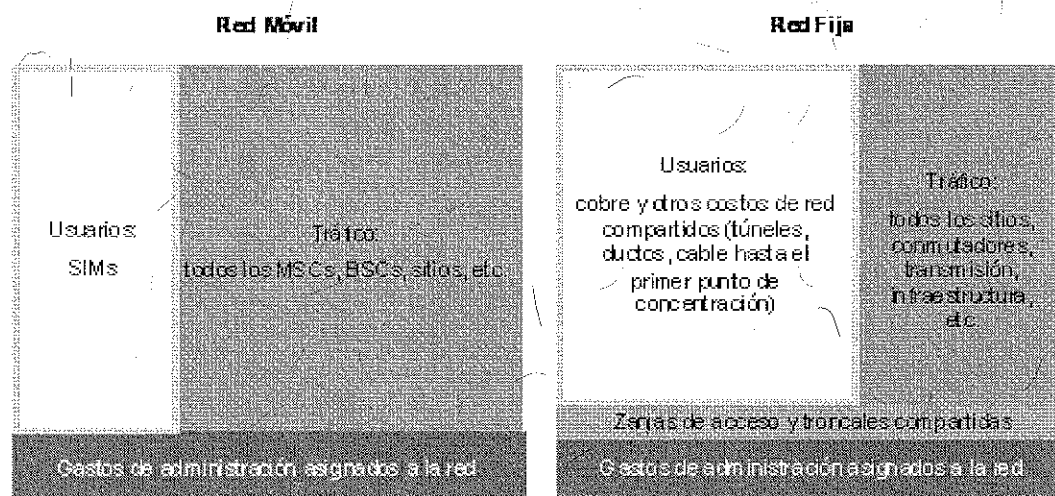 Red Móvil
Usuarios:
SIMs
Tráfico:
todos los MSCs, BSCs, sitios, etc.
Gastos de administración asignados a la red
Red Fija
Usuarios:
cobre y otros costos de red
compartidos (túneles,
ductos, cable hasta el
primer punto de
concentración)
Tráfico:
todos los sitios,
conmutadores,
transmisión,
infraestructura,
etc.
Zanjas de acceso y troncales compartidas
Gastos de administración asignados a la red